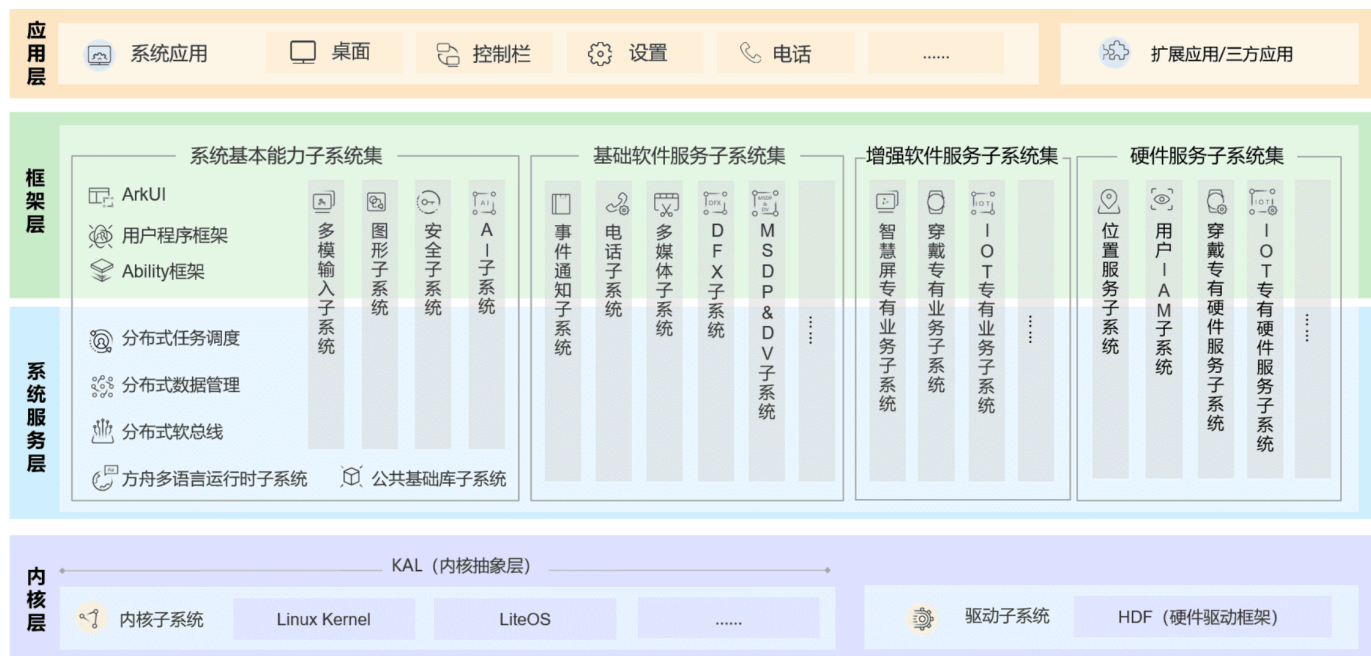 应用层
系统应用
桌面
控制栏
设置
电话
......
扩展应用/三方应用
框架层
系统服务层
系统基本能力子系统集
ArkUI
用户程序框架
Ability框架
分布式任务调度
分布式数据管理
分布式软总线
方舟多语言运行时子系统
公共基础库子系统
多模输入子系统
图形子系统
安全子系统
AI子系统
基础软件服务子系统集
事件通知子系统
电话子系统
多媒体子系统
DFX
DFX子系统
MSDP&DV子系统
......
增强软件服务子系统集
智慧屏专有业务子系统
穿戴专有业务子系统
IOT
IOT专有业务子系统
......
硬件服务子系统集
位置服务子系统
用户IAM子系统
穿戴专有硬件服务子系统
IOT
IOT专有硬件服务子系统
......
内核层
KAL（内核抽象层）
内核子系统
Linux Kernel
LiteOS
......
驱动子系统
HDF（硬件驱动框架）